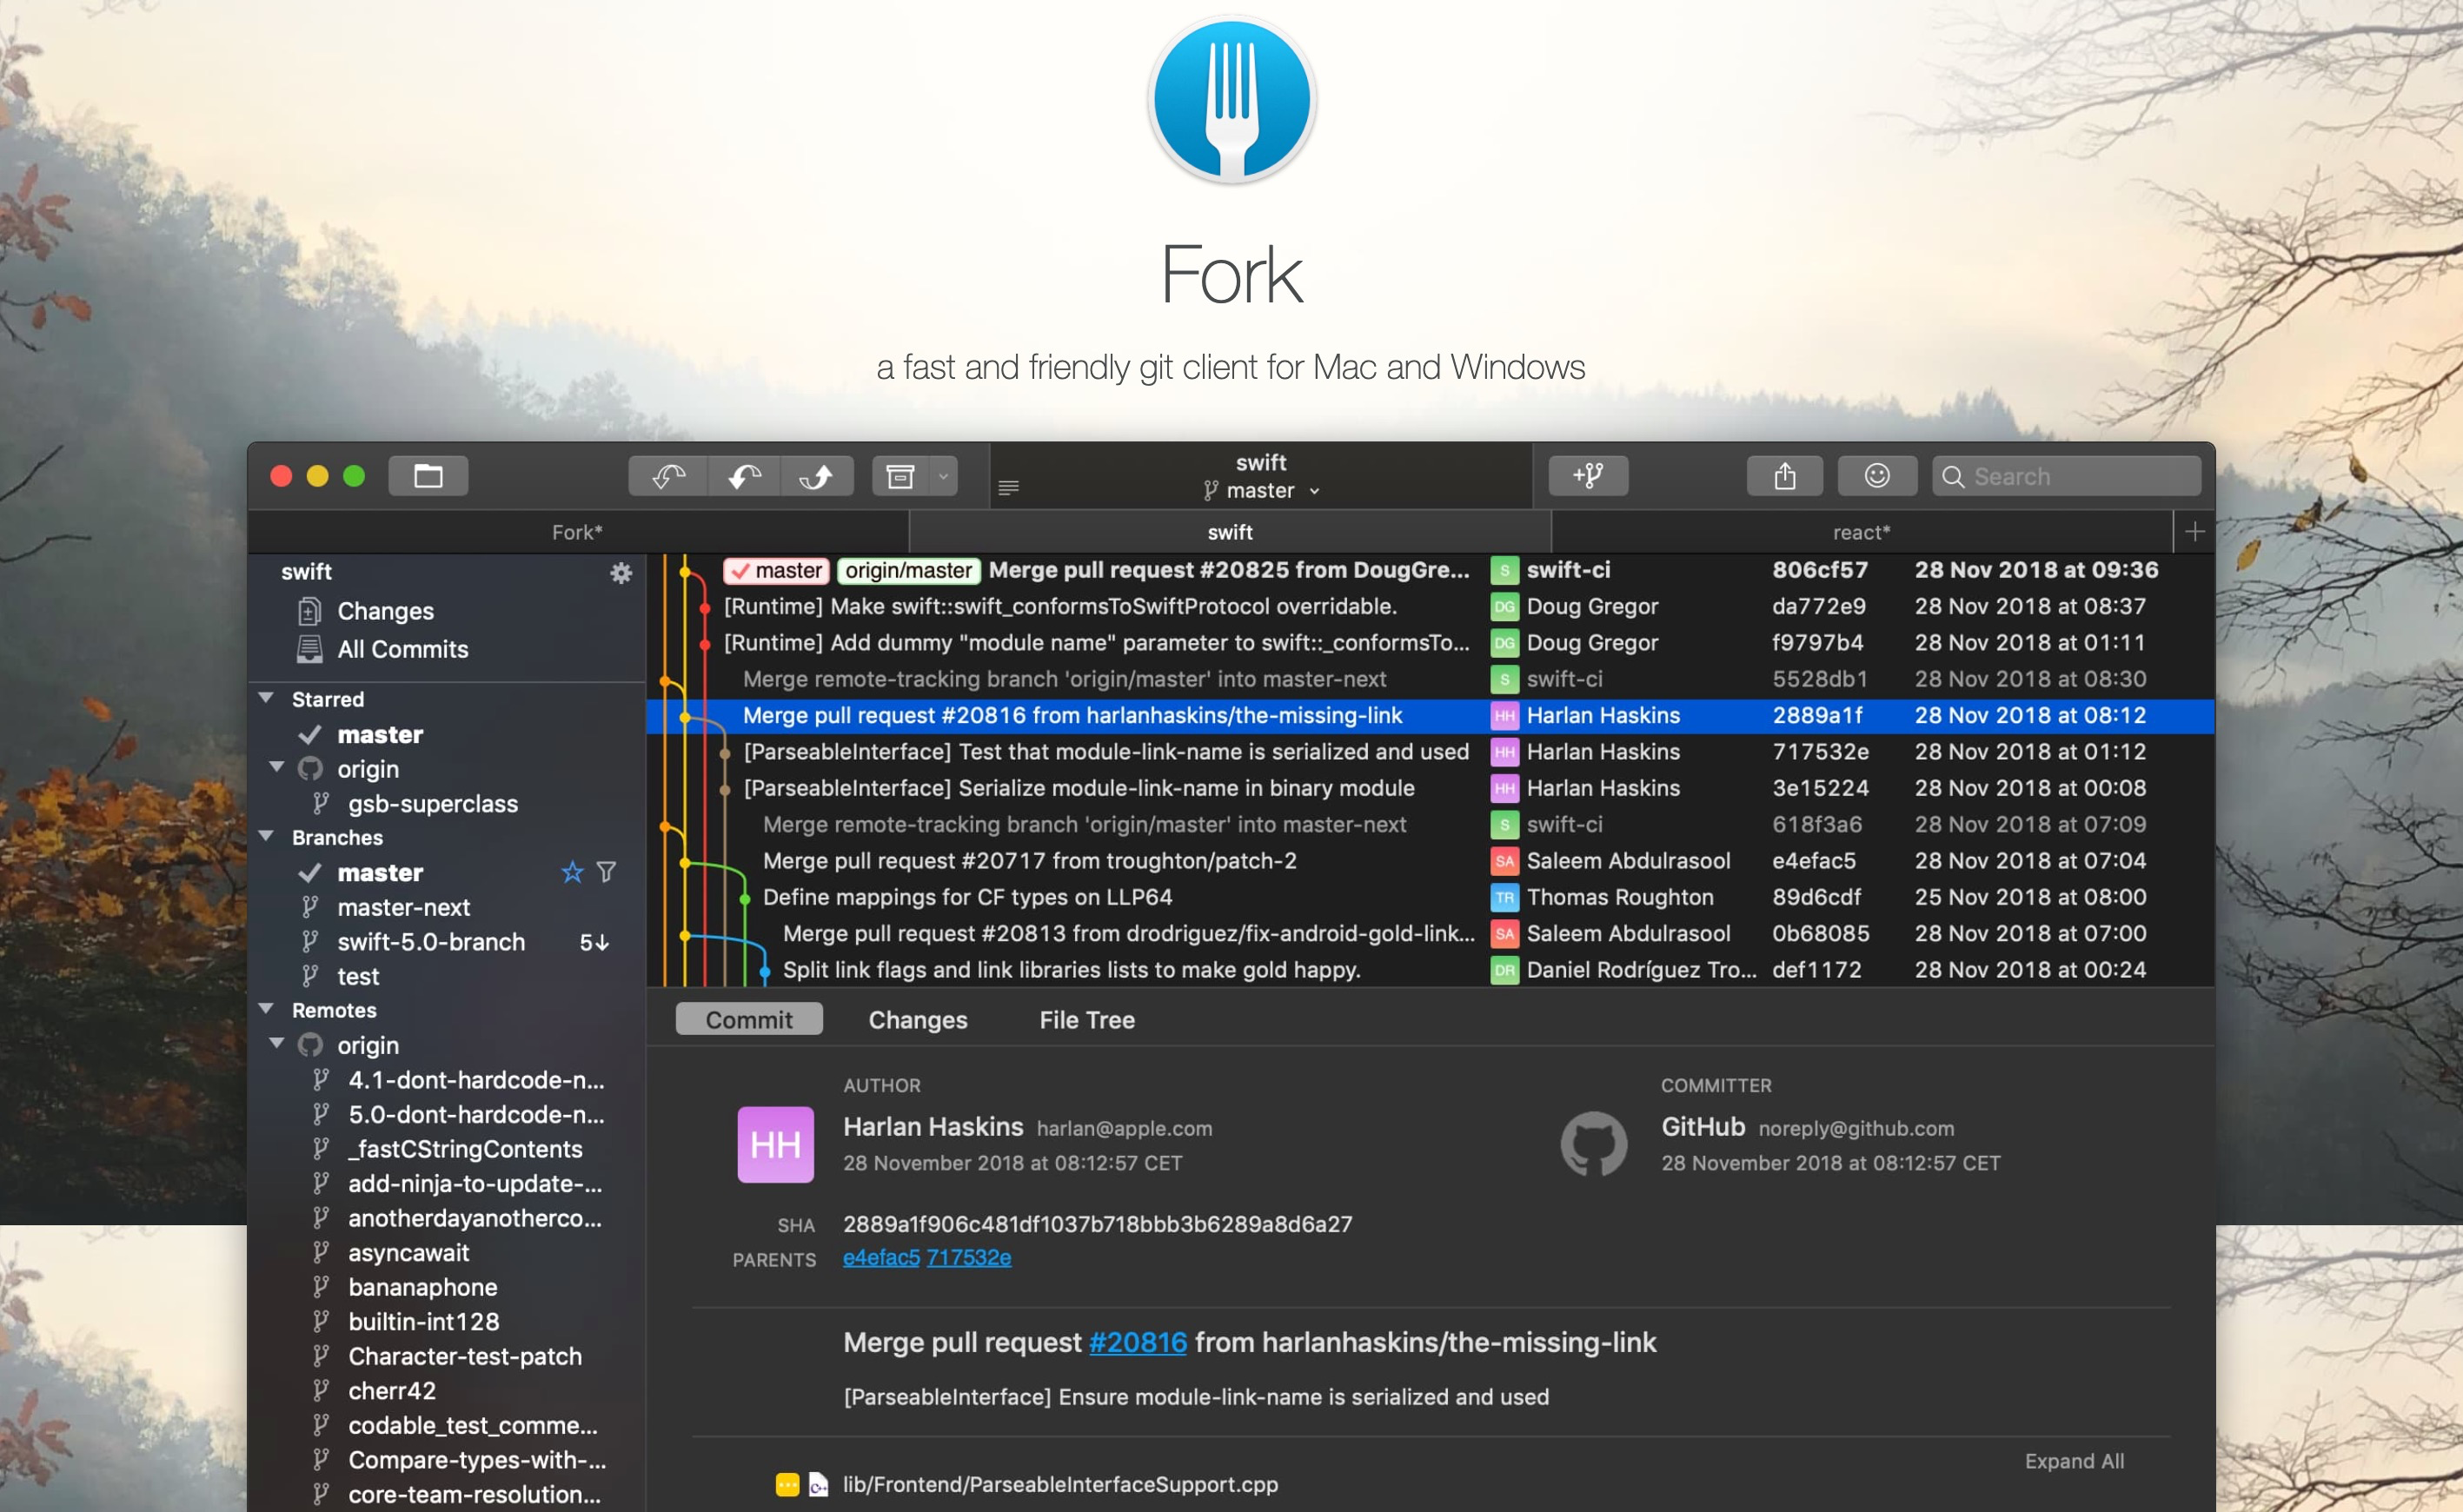 Fork
a fast and friendly git client for Mac and Windows
swift
master
Search
Fork*
swift
react*
swift
Changes
All Commits
Starred
master
origin
gsb-superclass
Branches
master
master-next
swift-5.0-branch 5↓
test
Remotes
origin
4.1-dont-hardcode-n...
5.0-dont-hardcode-n...
_fastCStringContents
add-ninja-to-update-...
anotherdayanotherco...
asyncawait
bananaphone
builtin-int128
Character-test-patch
cherr42
codable_test_comme...
Compare-types-with-...
core-team-resolution...
master origin/master Merge pull request #20825 from DougGre... S swift-ci 806cf57 28 Nov 2018 at 09:36
[Runtime] Make swift::swift_conformsToSwiftProtocol overridable. DG Doug Gregor da772e9 28 Nov 2018 at 08:37
[Runtime] Add dummy "module name" parameter to swift::_conformsTo... DG Doug Gregor f9797b4 28 Nov 2018 at 01:11
Merge remote-tracking branch 'origin/master' into master-next S swift-ci 5528db1 28 Nov 2018 at 08:30
Merge pull request #20816 from harlanhaskins/the-missing-link HH Harlan Haskins 2889a1f 28 Nov 2018 at 08:12
[ParseableInterface] Test that module-link-name is serialized and used HH Harlan Haskins 717532e 28 Nov 2018 at 01:12
[ParseableInterface] Serialize module-link-name in binary module HH Harlan Haskins 3e15224 28 Nov 2018 at 00:08
Merge remote-tracking branch 'origin/master' into master-next S swift-ci 618f3a6 28 Nov 2018 at 07:09
Merge pull request #20717 from troughton/patch-2 SA Saleem Abdulrasool e4efac5 28 Nov 2018 at 07:04
Define mappings for CF types on LLP64 TR Thomas Roughton 89d6cdf 25 Nov 2018 at 08:00
Merge pull request #20813 from drodriguez/fix-android-gold-link... SA Saleem Abdulrasool 0b68085 28 Nov 2018 at 07:00
Split link flags and link libraries lists to make gold happy. DR Daniel Rodríguez Tro... def1172 28 Nov 2018 at 00:24
Commit Changes File Tree
AUTHOR
HH
Harlan Haskins harlan@apple.com
28 November 2018 at 08:12:57 CET
COMMITTER
GitHub noreply@github.com
28 November 2018 at 08:12:57 CET
SHA 2889a1f906c481df1037b718bbb3b6289a8d6a27
PARENTS e4efac5 717532e
Merge pull request #20816 from harlanhaskins/the-missing-link
[ParseableInterface] Ensure module-link-name is serialized and used
Expand All
lib/Frontend/ParseableInterfaceSupport.cpp